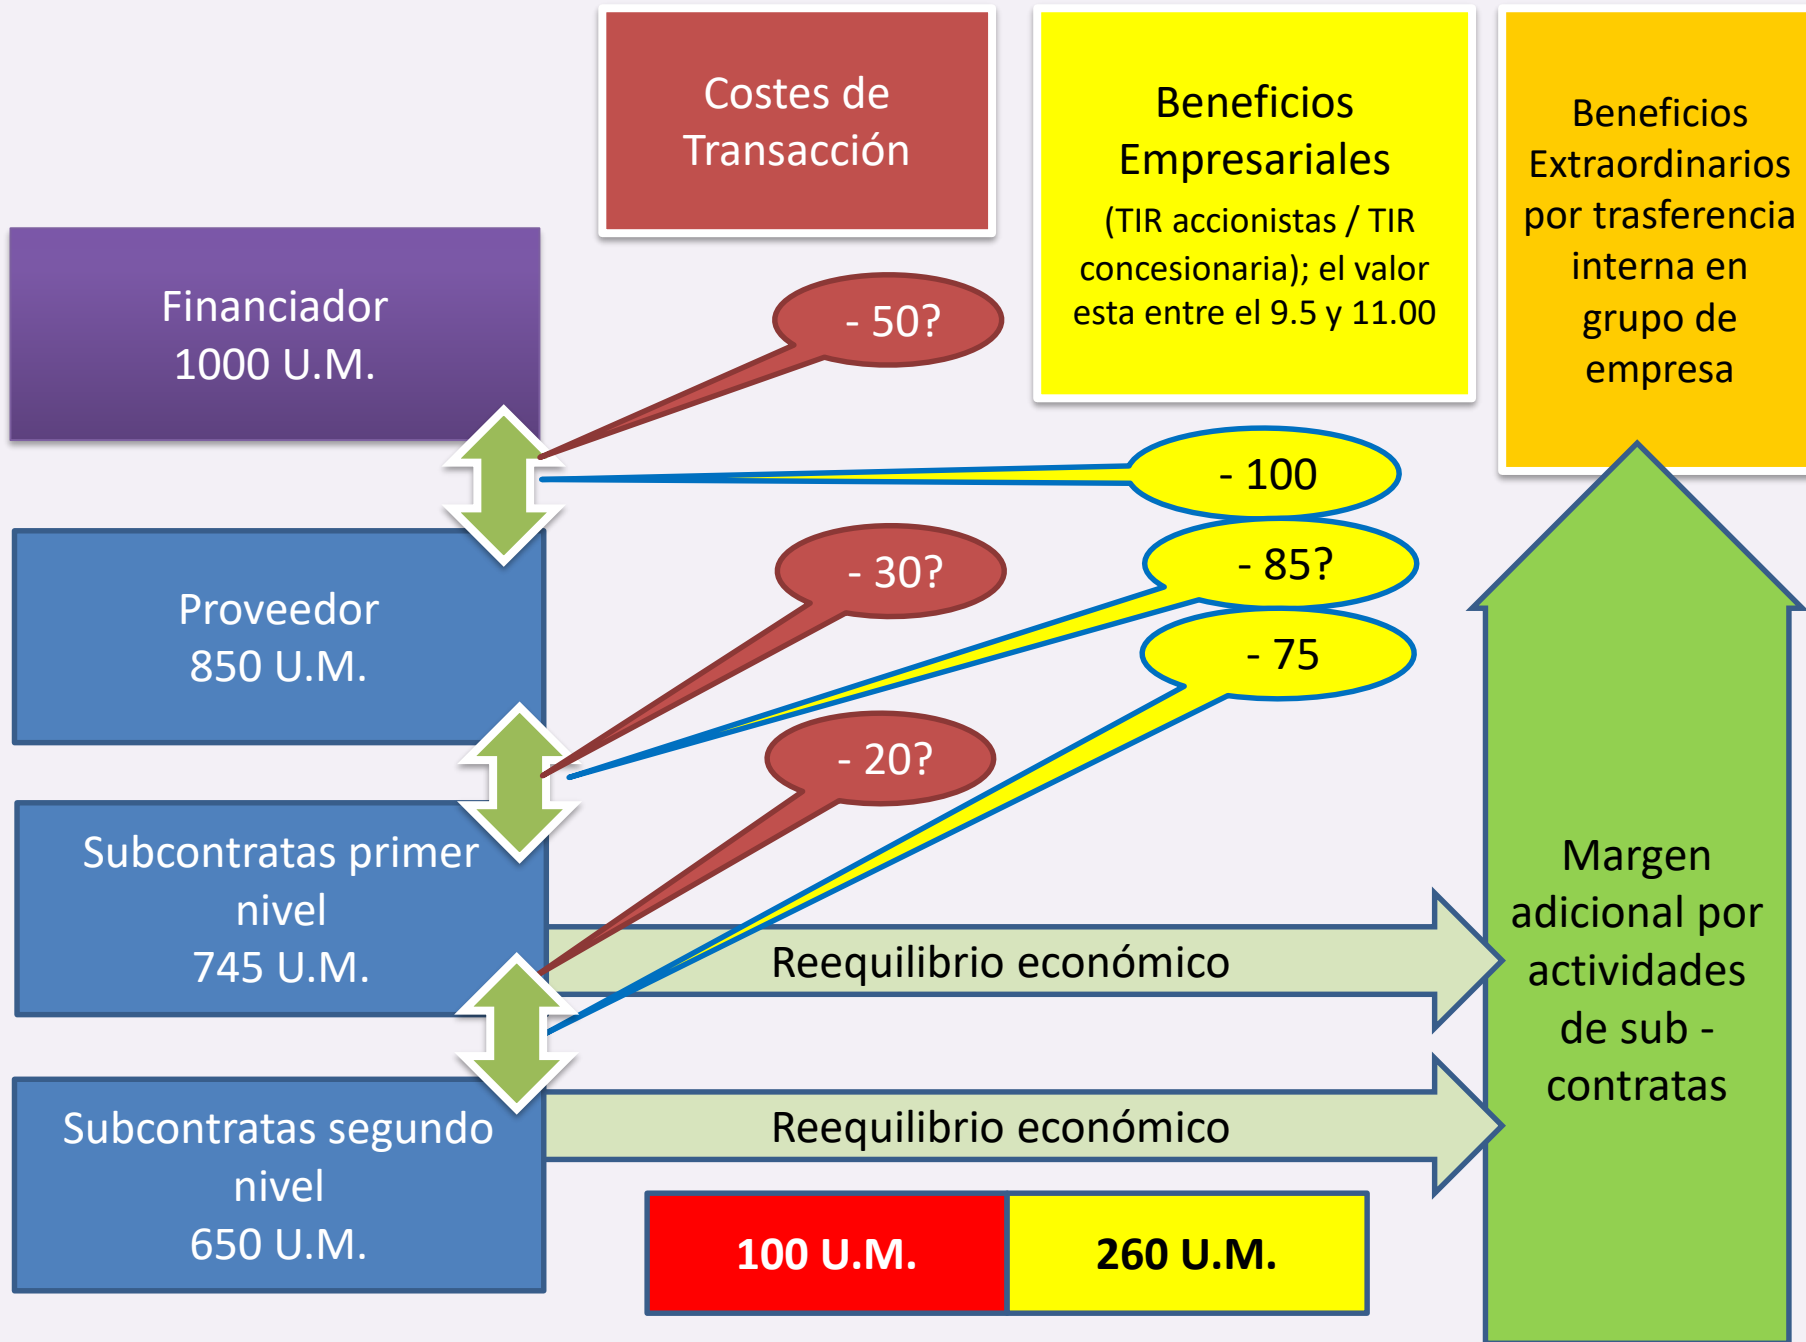 Costes de
Transacción
Beneficios
Empresariales
(TIR accionistas / TIR
concesionaria); el valor
esta entre el 9.5 y 11.00
Beneficios
Extraordinarios
por trasferencia
interna en
grupo de
empresa
Financiador
1000 U.M.
- 50?
- 100
Proveedor
850 U.M.
- 30?
- 85?
- 75
Subcontratas primer
nivel
745 U.M.
- 20?
Reequilibrio económico
Subcontratas segundo
nivel
650 U.M.
Reequilibrio económico
Margen
adicional por
actividades
de sub -
contratas
100 U.M.
260 U.M.